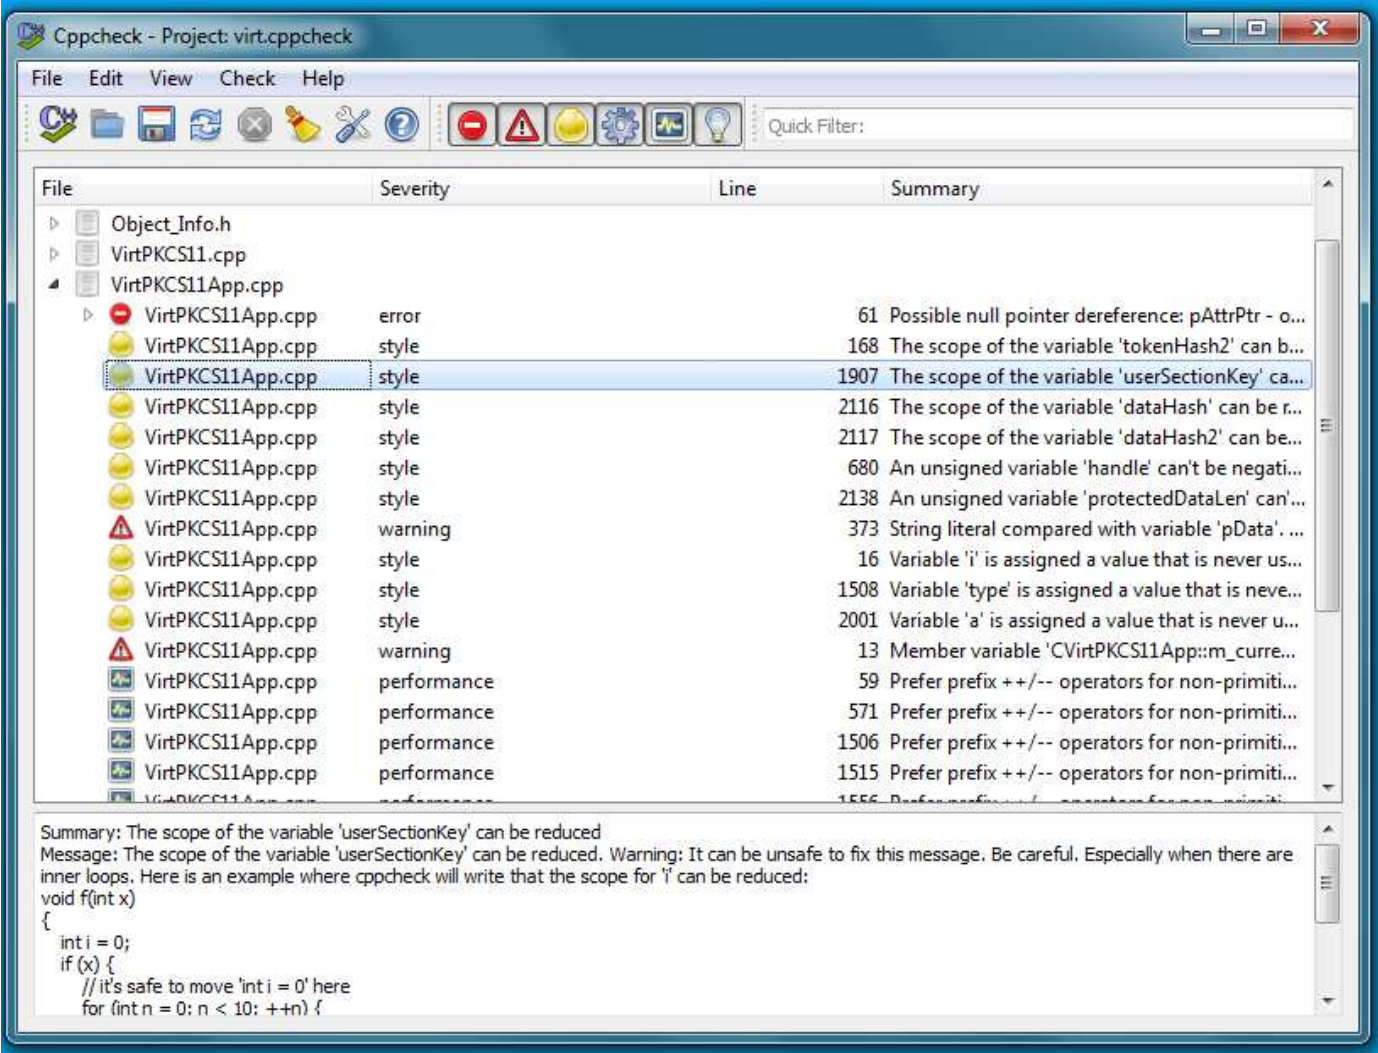 Cppcheck - Project: virt.cppcheck
File Edit View Check Help
Quick Filter:
File Severity Line Summary
Object_Info.h
VirtPKCS11.cpp
VirtPKCS11App.cpp
VirtPKCS11App.cpp error 61 Possible null pointer dereference: pAttrPtr - o...
VirtPKCS11App.cpp style 168 The scope of the variable 'tokenHash2' can b...
VirtPKCS11App.cpp style 1907 The scope of the variable 'userSectionKey' ca...
VirtPKCS11App.cpp style 2116 The scope of the variable 'dataHash' can be r...
VirtPKCS11App.cpp style 2117 The scope of the variable 'dataHash2' can be...
VirtPKCS11App.cpp style 680 An unsigned variable 'handle' can't be negati...
VirtPKCS11App.cpp style 2138 An unsigned variable 'protectedDataLen' can'...
VirtPKCS11App.cpp warning 373 String literal compared with variable 'pData'. ...
VirtPKCS11App.cpp style 16 Variable 'i' is assigned a value that is never us...
VirtPKCS11App.cpp style 1508 Variable 'type' is assigned a value that is neve...
VirtPKCS11App.cpp style 2001 Variable 'a' is assigned a value that is never u...
VirtPKCS11App.cpp warning 13 Member variable 'CVirtPKCS11App::m_curre...
VirtPKCS11App.cpp performance 59 Prefer prefix ++/-- operators for non-primiti...
VirtPKCS11App.cpp performance 571 Prefer prefix ++/-- operators for non-primiti...
VirtPKCS11App.cpp performance 1506 Prefer prefix ++/-- operators for non-primiti...
VirtPKCS11App.cpp performance 1515 Prefer prefix ++/-- operators for non-primiti...
Summary: The scope of the variable 'userSectionKey' can be reduced
Message: The scope of the variable 'userSectionKey' can be reduced. Warning: It can be unsafe to fix this message. Be careful. Especially when there are
inner loops. Here is an example where cppcheck will write that the scope for 'i' can be reduced:
void f(int x)
{
int i = 0;
if (x) {
// it's safe to move 'int i = 0' here
for (int n = 0; n < 10; ++n) {